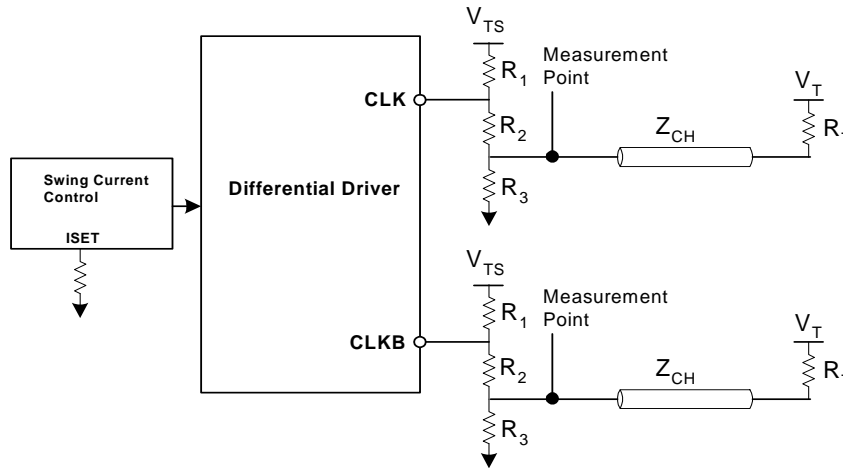 V_TS
R_1
Measurement
Point
CLK
R_2
R_3
Z_CH
V_T
Swing Current
Control
ISET
Differential Driver
V_TS
R_1
Measurement
Point
CLKB
R_2
R_3
Z_CH
V_T